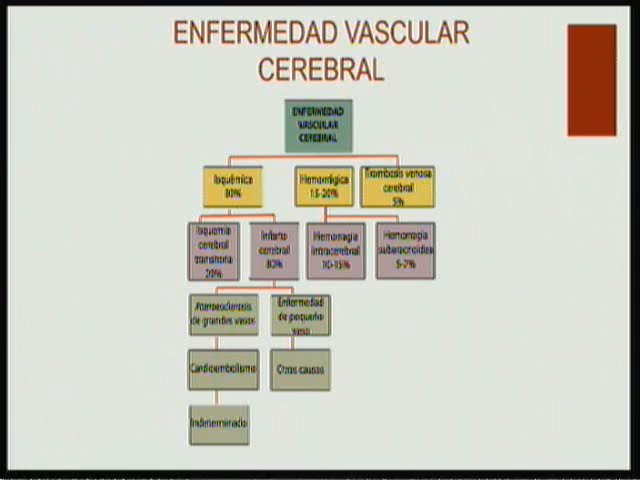 ENFERMEDAD VASCULAR
CEREBRAL
ENFERMEDAD
VASCULAR
CEREBRAL
Isquémica
80%
Hemorrágica
15-20%
Trombosis venosa
cerebral
5%
Isquemia
cerebral
transitoria
20%
Infarto
cerebral
80%
Hemorragia
intracerebral
10-15%
Hemorragia
subaracnoidea
5-7%
Ateroesclerosis
de grandes vasos
Enfermedad
de pequeño
vaso
Cardioembolismo
Otras causas
Indeterminado